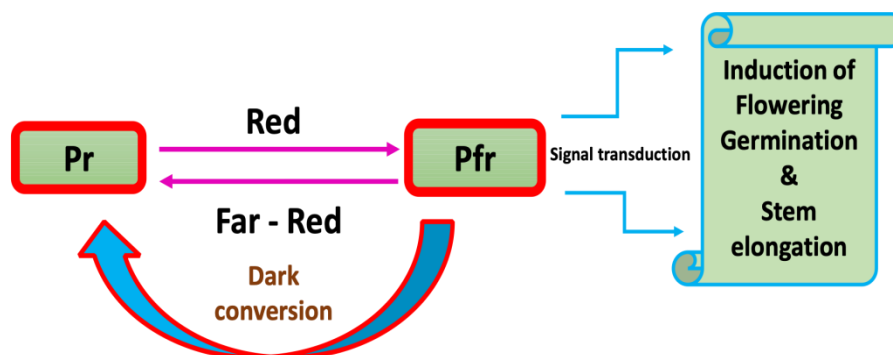 Red
Pr
Pfr
Far - Red
Dark
conversion
Signal transduction
Induction of
Flowering
Germination
&
Stem
elongation